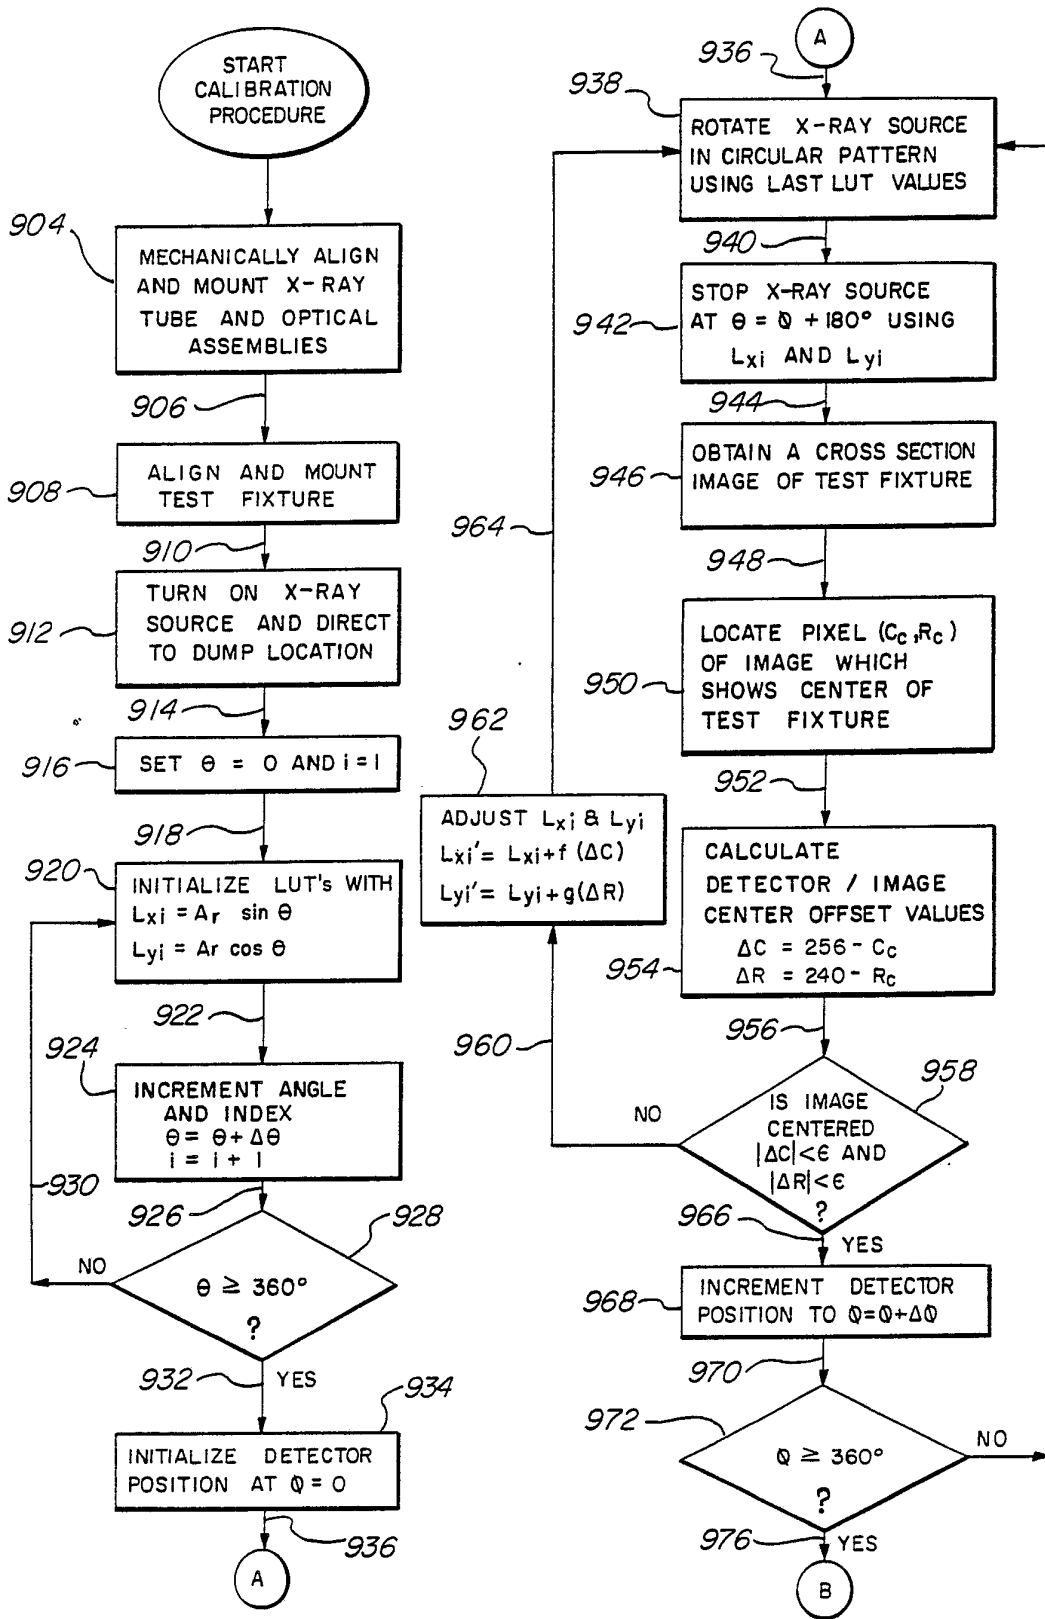 START
CALIBRATION
PROCEDURE
904
MECHANICALLY ALIGN
AND MOUNT X-RAY
TUBE AND OPTICAL
ASSEMBLIES
906
908
ALIGN AND MOUNT
TEST FIXTURE
910
912
TURN ON X-RAY
SOURCE AND DIRECT
TO DUMP LOCATION
914
916
SET θ = 0 AND i = 1
918
920
INITIALIZE LUT's WITH
Lxi = Ar sin θ
Lyi = Ar cos θ
922
924
INCREMENT ANGLE
AND INDEX
θ = θ + Δθ
i = i + 1
930
926
928
NO
θ ≥ 360°
?
932
YES
934
INITIALIZE DETECTOR
POSITION AT Φ = 0
936
A
A
936
938
ROTATE X-RAY SOURCE
IN CIRCULAR PATTERN
USING LAST LUT VALUES
940
942
STOP X-RAY SOURCE
AT θ = Φ + 180° USING
Lxi AND Lyi
944
946
OBTAIN A CROSS SECTION
IMAGE OF TEST FIXTURE
964
948
950
LOCATE PIXEL (Cc,Rc)
OF IMAGE WHICH
SHOWS CENTER OF
TEST FIXTURE
962
952
ADJUST Lxi & Lyi
Lxi' = Lxi + f (ΔC)
Lyi' = Lyi + g(ΔR)
954
CALCULATE
DETECTOR / IMAGE
CENTER OFFSET VALUES
ΔC = 256 - Cc
ΔR = 240 - Rc
960
956
958
NO
IS IMAGE
CENTERED
|ΔC| < ϵ AND
|ΔR| < ϵ
?
966
YES
968
INCREMENT DETECTOR
POSITION TO Φ=Φ+ΔΦ
970
972
Φ ≥ 360°
?
NO
976
YES
B